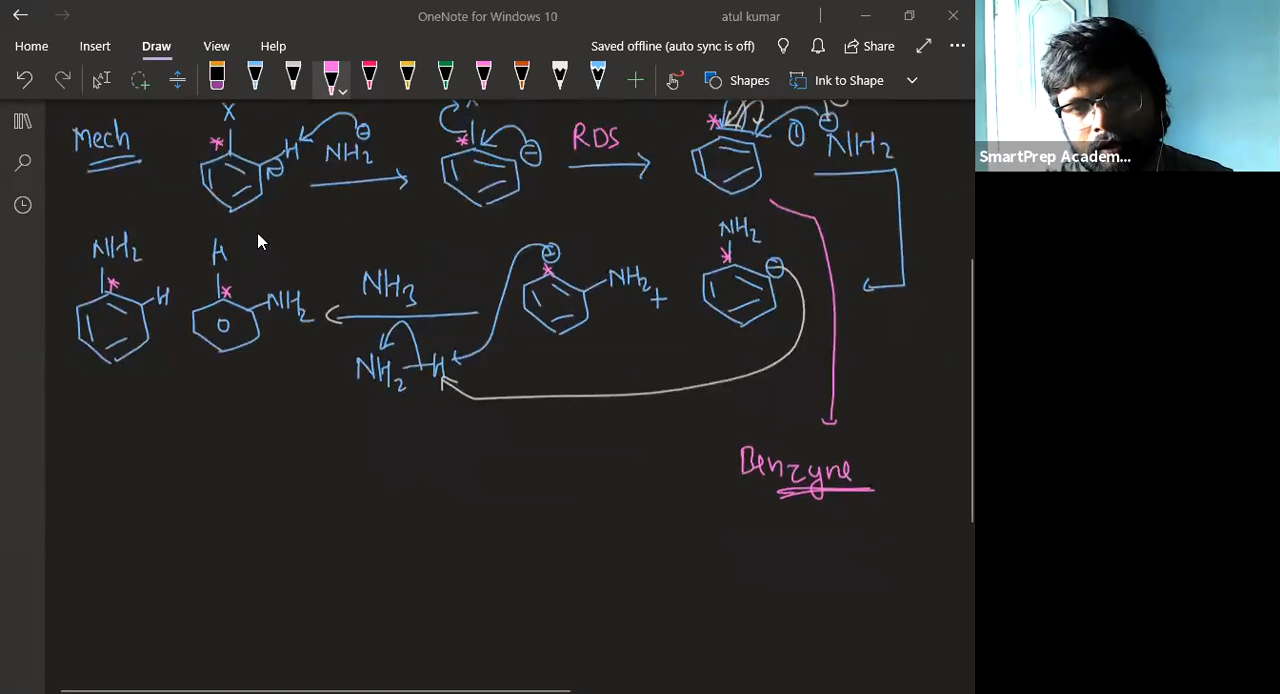 OneNote for Windows 10
atul kumar
Home Insert Draw View Help
Saved offline (auto sync is off)
Share
Shapes
Ink to Shape
SmartPrep Academ...
Mech
X
* H ⊖ NH2
* ⊖
RDS
* ⊖ NH2
NH2 * H
H * NH2
NH3
NH2-H
⊖ * NH2 +
NH2 * ⊖
Benzyne